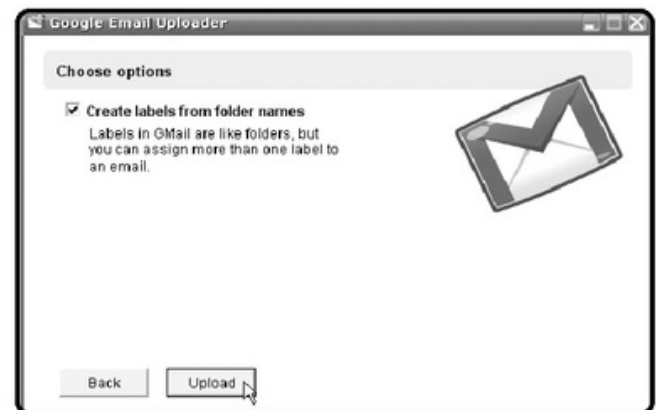 Google Email Uploader
Choose options
Create labels from folder names
Labels in GMail are like folders, but
you can assign more than one label to
an email.
Back
Upload